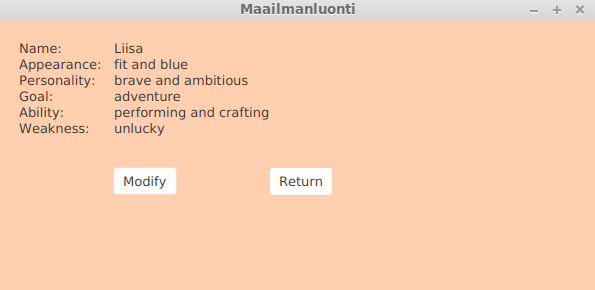 Maailmanluonti
Name: Liisa
Appearance: fit and blue
Personality: brave and ambitious
Goal: adventure
Ability: performing and crafting
Weakness: unlucky
Modify Return